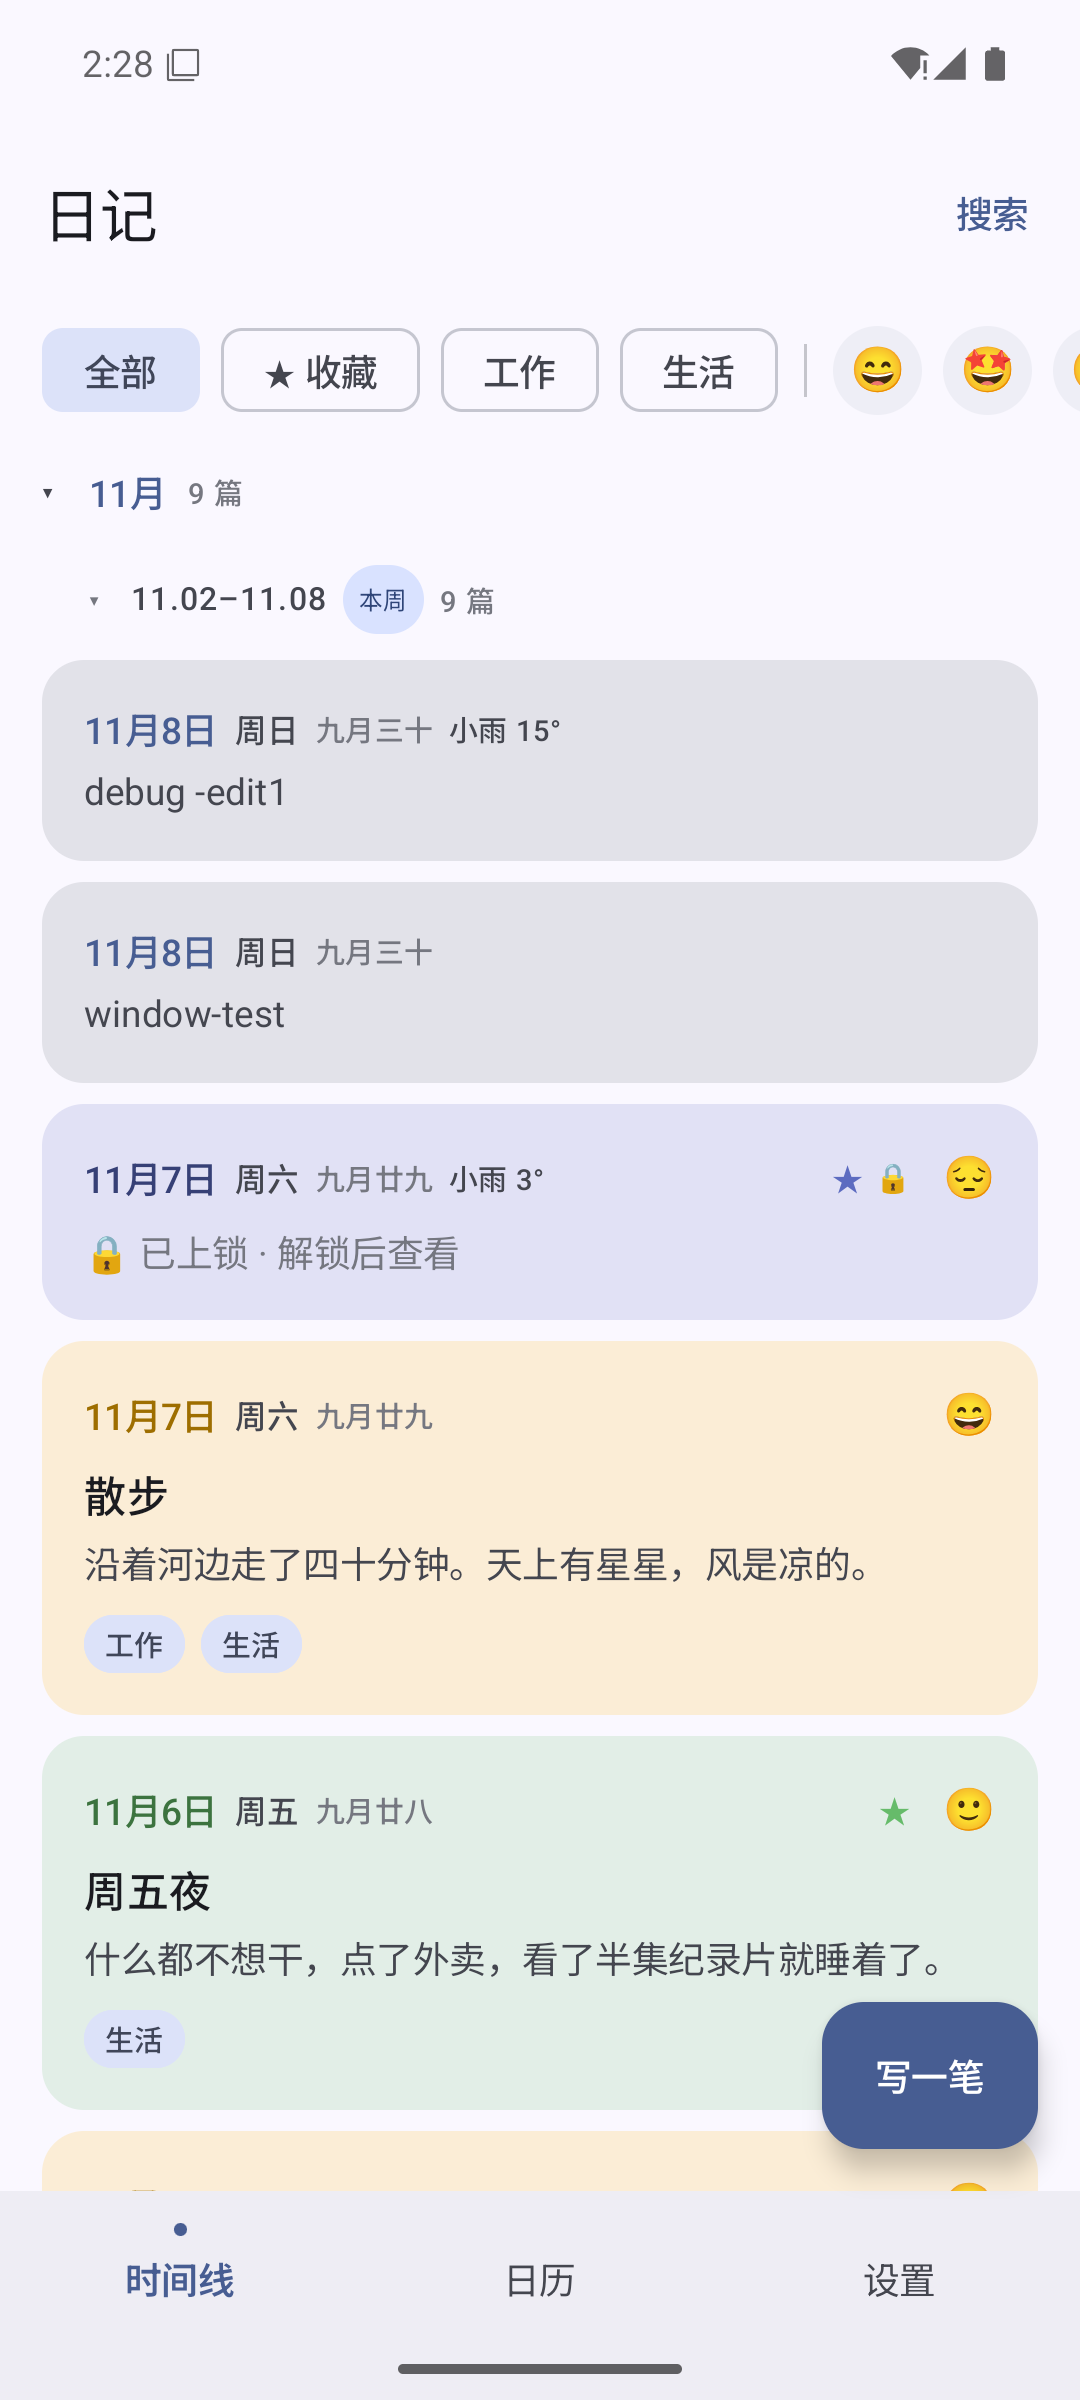 2:28
日记
搜索
全部
★ 收藏
工作
生活
11月 9 篇
11.02–11.08 本周 9 篇
11月8日 周日 九月三十 小雨 15°
debug -edit1
11月8日 周日 九月三十
window-test
11月7日 周六 九月廿九 小雨 3° ★ 🔒 😔
🔒 已上锁 · 解锁后查看
11月7日 周六 九月廿九 😄
散步
沿着河边走了四十分钟。天上有星星，风是凉的。
工作 生活
11月6日 周五 九月廿八 ★ 🙂
周五夜
什么都不想干，点了外卖，看了半集纪录片就睡着了。
生活
写一笔
时间线
日历
设置